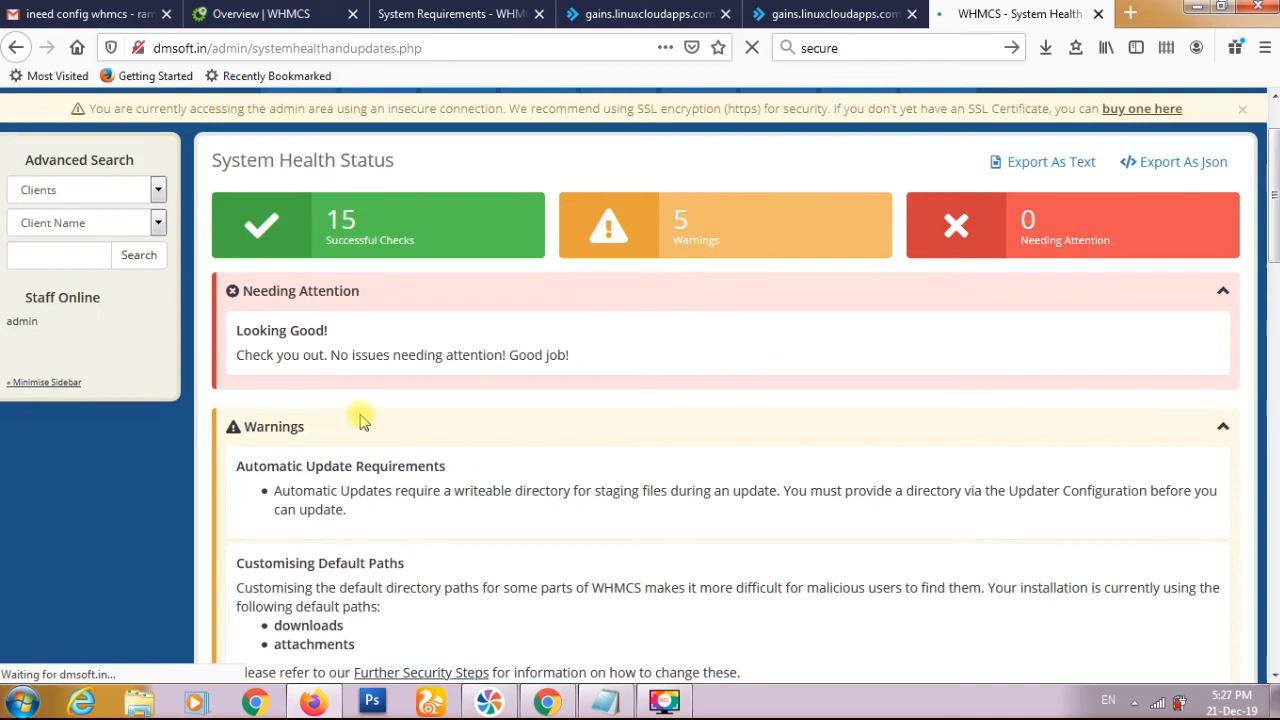 ineed config whmcs - ran
Overview | WHMCS
System Requirements - WHM
gains.linuxcloudapps.com
gains.linuxcloudapps.com
WHMCS - System Health
dmsoft.in/admin/systemhealthandupdates.php
secure
Most Visited
Getting Started
Recently Bookmarked
You are currently accessing the admin area using an insecure connection. We recommend using SSL encryption (https) for security. If you don't yet have an SSL Certificate, you can buy one here
Advanced Search
Clients
Client Name
Search
Staff Online
admin
« Minimise Sidebar
System Health Status
Export As Text
Export As Json
15
Successful Checks
5
Warnings
0
Needing Attention
Needing Attention
Looking Good!
Check you out. No issues needing attention! Good job!
Warnings
Automatic Update Requirements
• Automatic Updates require a writeable directory for staging files during an update. You must provide a directory via the Updater Configuration before you
can update.
Customising Default Paths
Customising the default directory paths for some parts of WHMCS makes it more difficult for malicious users to find them. Your installation is currently using the
following default paths:
• downloads
• attachments
lease refer to our Further Security Steps for information on how to change these.
Waiting for dmsoft.in...
Ps
REC
EN
5:27 PM
21-Dec-19